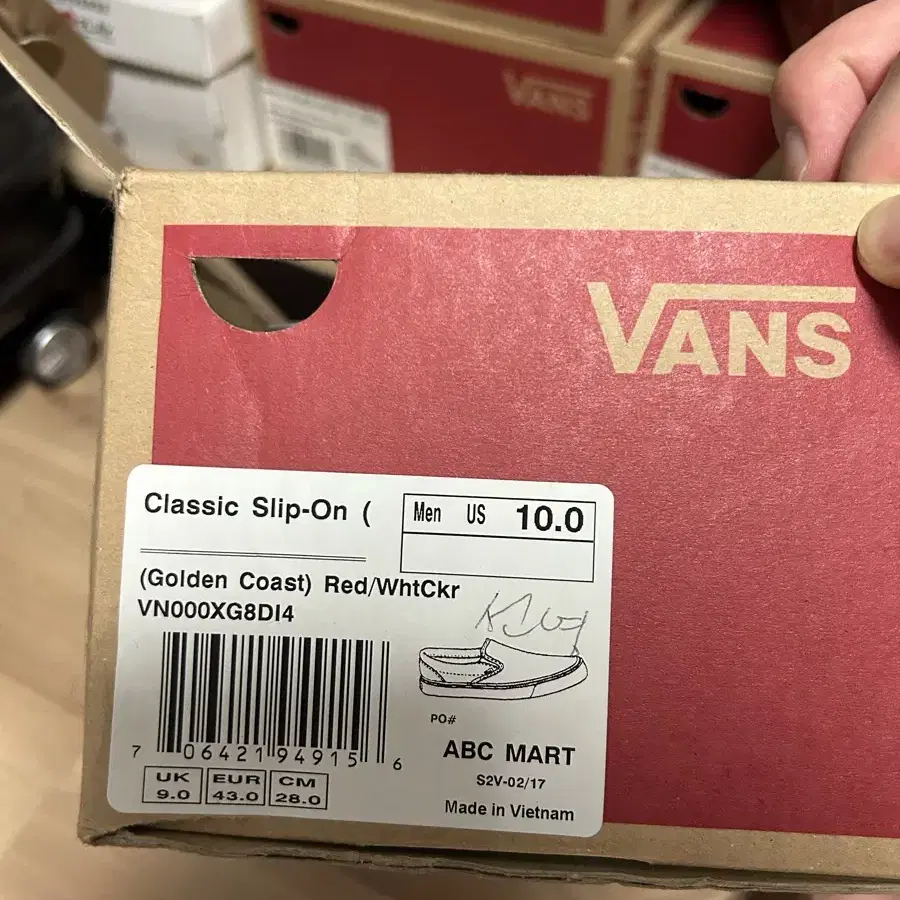 VANS
VANS
Classic Slip-On (
Men US 10.0
(Golden Coast) Red/WhtCkr
VN000XG8DI4
7 06421 94915 6
PO#
ABC MART
S2V-02/17
Made in Vietnam
UK EUR CM
9.0 43.0 28.0